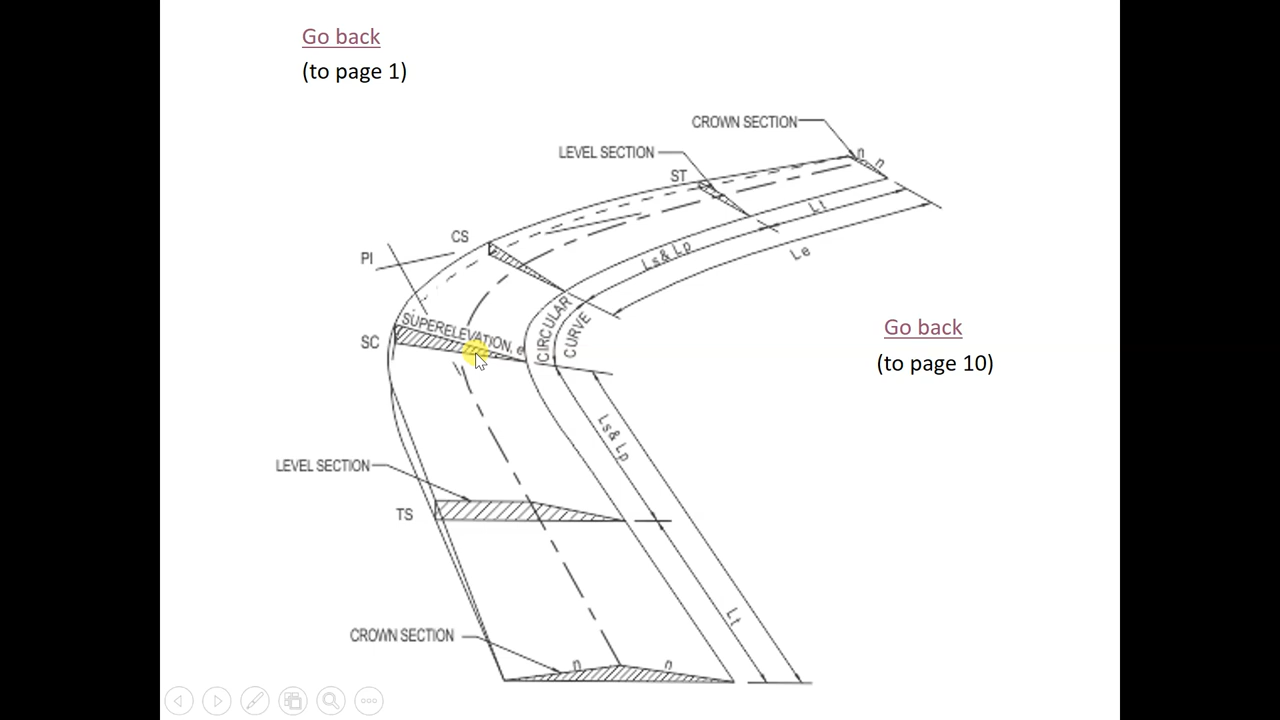 Go back
(to page 1)
CROWN SECTION
n
n
LEVEL SECTION
ST
Lt
CS
Ls & Lp
Le
PI
CIRCULAR
CURVE
SUPERELEVATION, e
SC
Go back
(to page 10)
Ls & Lp
LEVEL SECTION
TS
Lt
CROWN SECTION
n
n